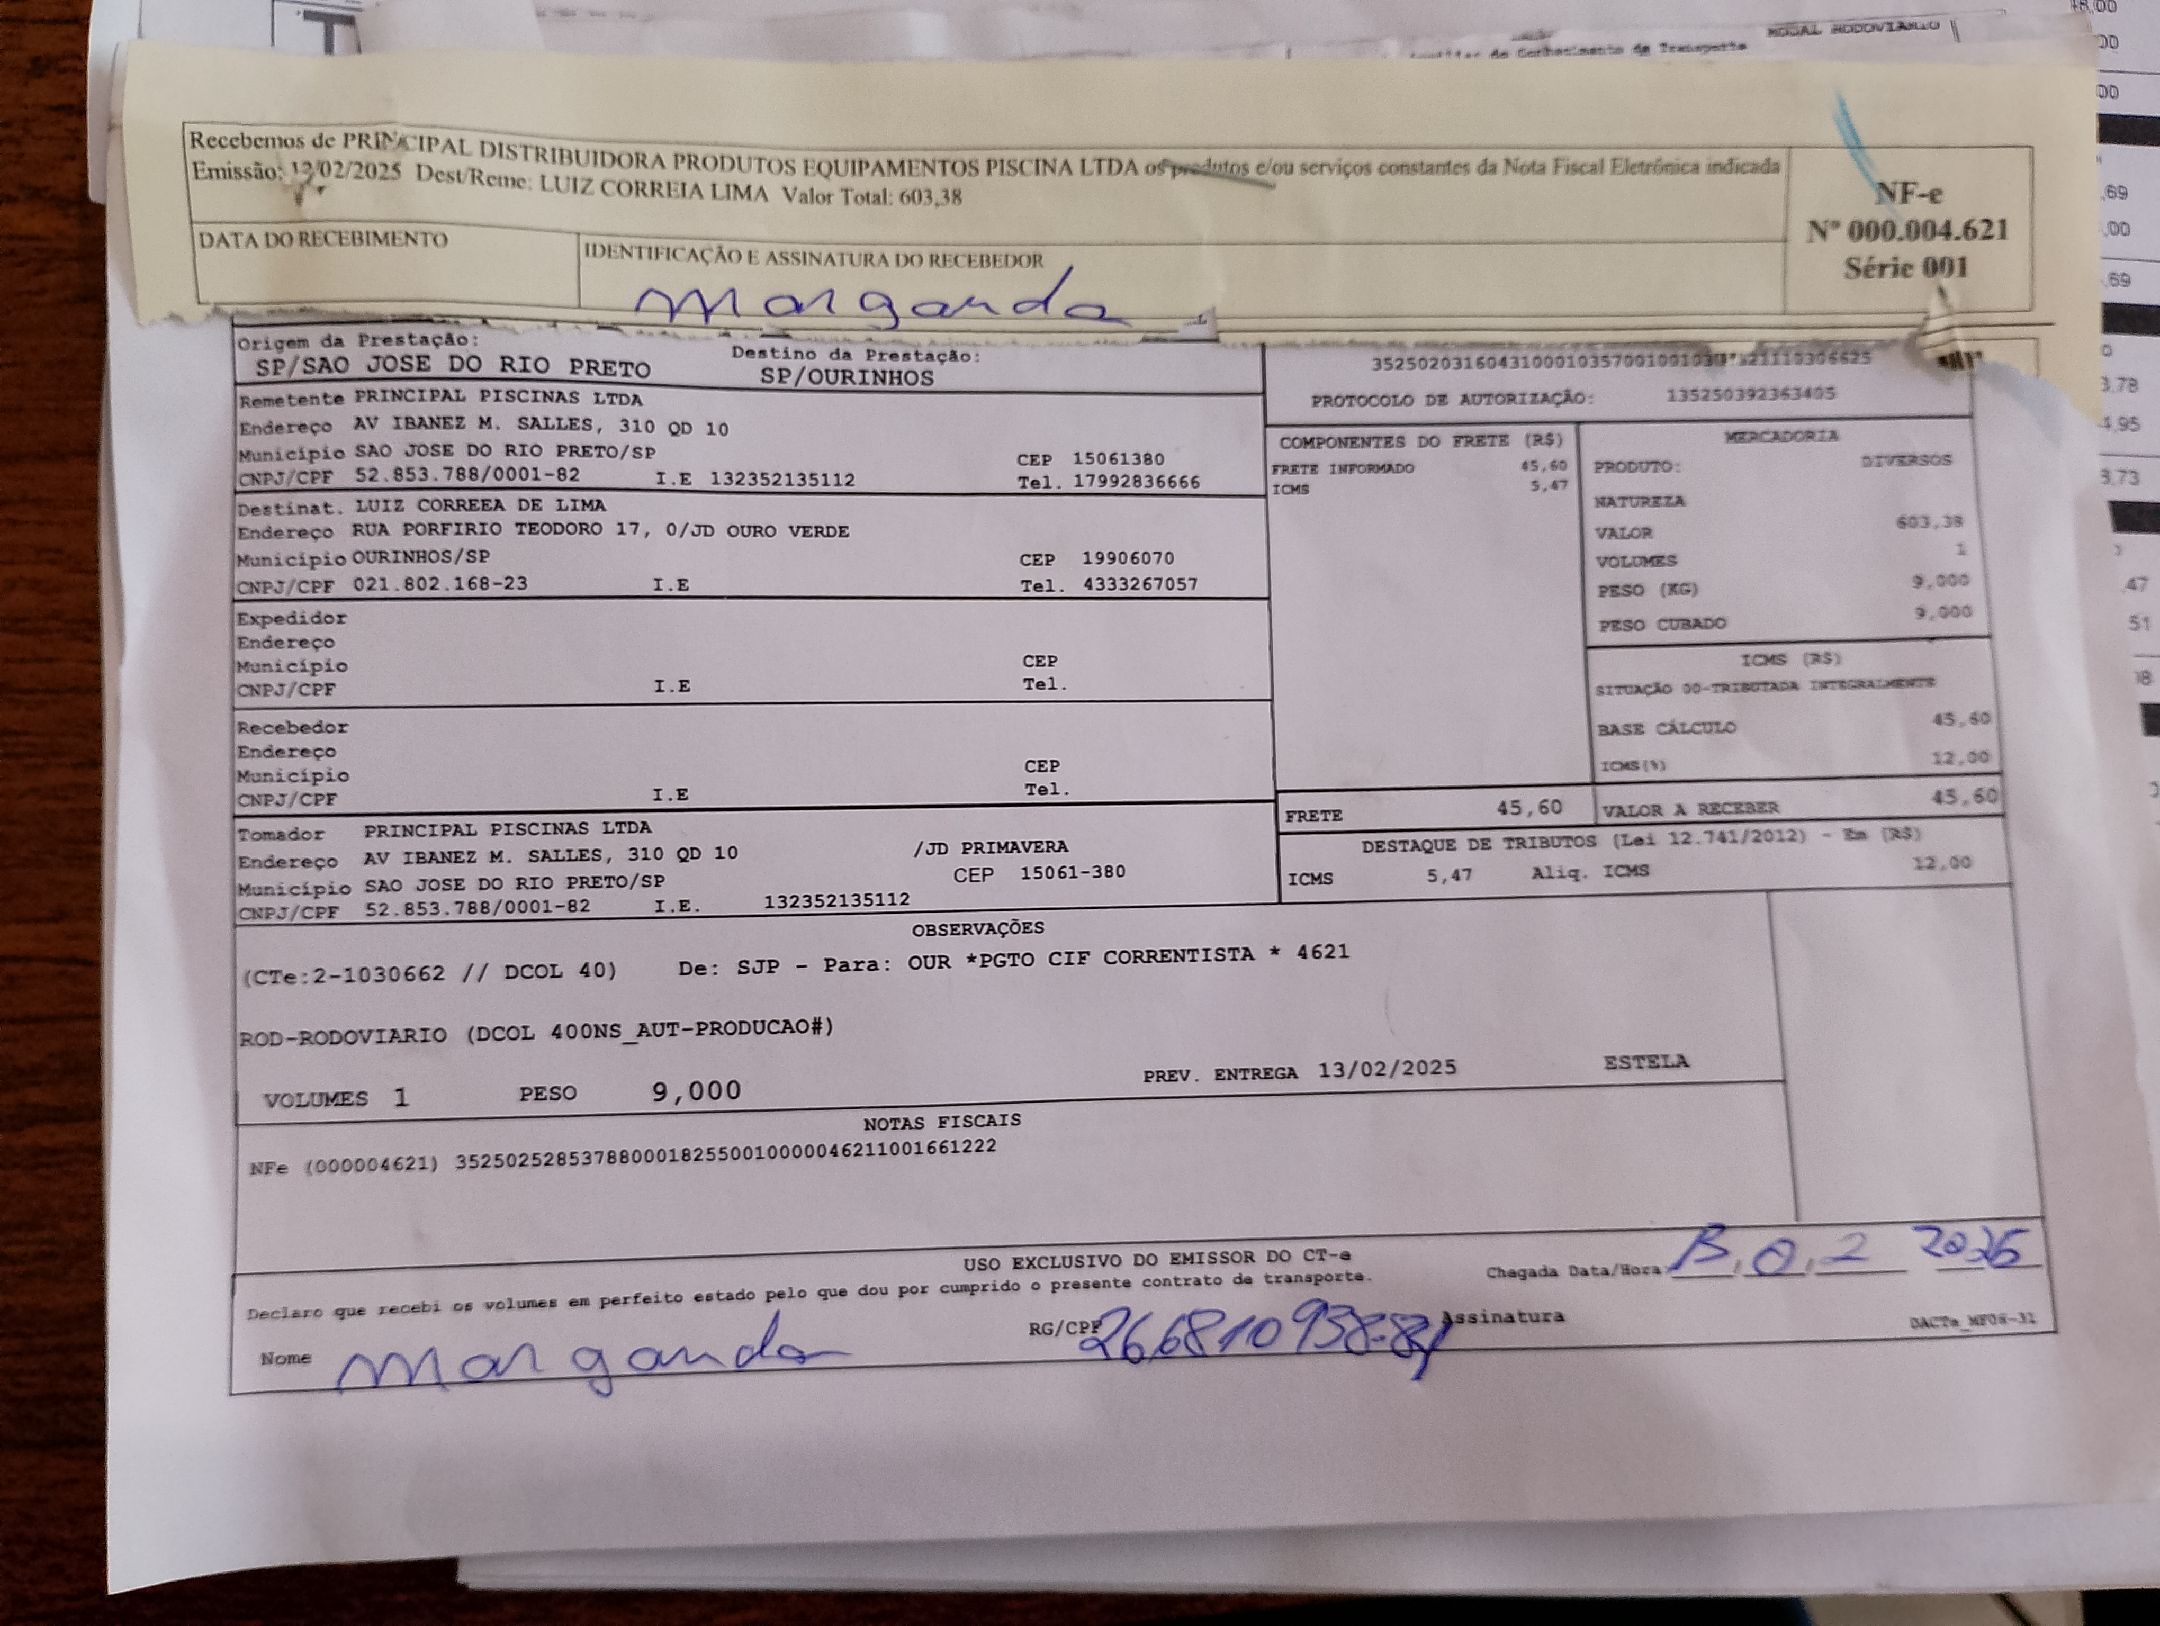 MODAL RODOVIARIO
de Conhecimento de Transporte
Recebemos de PRINCIPAL DISTRIBUIDORA PRODUTOS EQUIPAMENTOS PISCINA LTDA os produtos e/ou serviços constantes da Nota Fiscal Eletrônica indicada
Emissão: 12/02/2025 Dest/Reme: LUIZ CORREIA LIMA Valor Total: 603,38
NF-e
Nº 000.004.621
Série 001
DATA DO RECEBIMENTO
IDENTIFICAÇÃO E ASSINATURA DO RECEBEDOR
Origem da Prestação:
SP/SAO JOSE DO RIO PRETO
Destino da Prestação:
SP/OURINHOS
PROTOCOLO DE AUTORIZAÇÃO: 135250392363405
Remetente PRINCIPAL PISCINAS LTDA
Endereço AV IBANEZ M. SALLES, 310 QD 10
Município SAO JOSE DO RIO PRETO/SP CEP 15061380
CNPJ/CPF 52.853.788/0001-82 I.E 132352135112 Tel. 17992836666
Destinat. LUIZ CORREEA DE LIMA
Endereço RUA PORFIRIO TEODORO 17, 0/JD OURO VERDE
Município OURINHOS/SP CEP 19906070
CNPJ/CPF 021.802.168-23 I.E Tel. 4333267057
Expedidor
Endereço
Município CEP
CNPJ/CPF I.E Tel.
Recebedor
Endereço
Município CEP
CNPJ/CPF I.E Tel.
Tomador PRINCIPAL PISCINAS LTDA
Endereço AV IBANEZ M. SALLES, 310 QD 10 /JD PRIMAVERA
Município SAO JOSE DO RIO PRETO/SP CEP 15061-380
CNPJ/CPF 52.853.788/0001-82 I.E. 132352135112
COMPONENTES DO FRETE (R$)
FRETE INFORMADO 45,60
ICMS 5,47
MERCADORIA
PRODUTO: DIVERSOS
NATUREZA
VALOR 603,38
VOLUMES 1
PESO (KG) 9,000
PESO CUBADO 9,000
ICMS (R$)
SITUAÇÃO 00-TRIBUTADA INTEGRALMENTE
BASE CÁLCULO 45,60
ICMS(%) 12,00
FRETE 45,60
VALOR A RECEBER 45,60
DESTAQUE DE TRIBUTOS (Lei 12.741/2012) - Em (R$)
ICMS 5,47 Aliq. ICMS 12,00
OBSERVAÇÕES
(CTe:2-1030662 // DCOL 40) De: SJP - Para: OUR *PGTO CIF CORRENTISTA * 4621
ROD-RODOVIARIO (DCOL 400NS_AUT-PRODUCAO#)
VOLUMES 1 PESO 9,000 PREV. ENTREGA 13/02/2025 ESTELA
NOTAS FISCAIS
NFe (000004621) 35250252853788000182550010000046211001661222
USO EXCLUSIVO DO EMISSOR DO CT-e
Declaro que recebi os volumes em perfeito estado pelo que dou por cumprido o presente contrato de transporte.
Chegada Data/Hora
Nome
RG/CPF
Assinatura